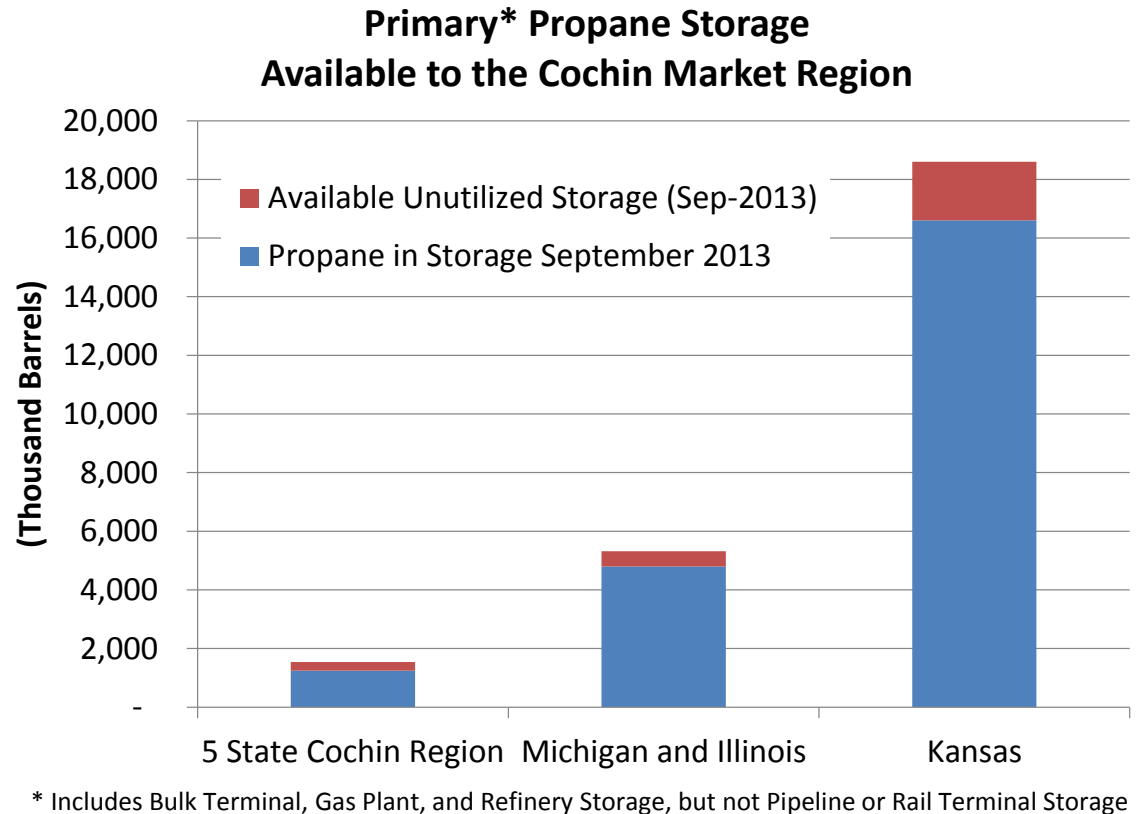 Primary* Propane Storage
Available to the Cochin Market Region
20,000
18,000
16,000
14,000
12,000
10,000
8,000
6,000
4,000
2,000
-
(Thousand Barrels)
Available Unutilized Storage (Sep-2013)
Propane in Storage September 2013
5 State Cochin Region
Michigan and Illinois
Kansas
* Includes Bulk Terminal, Gas Plant, and Refinery Storage, but not Pipeline or Rail Terminal Storage